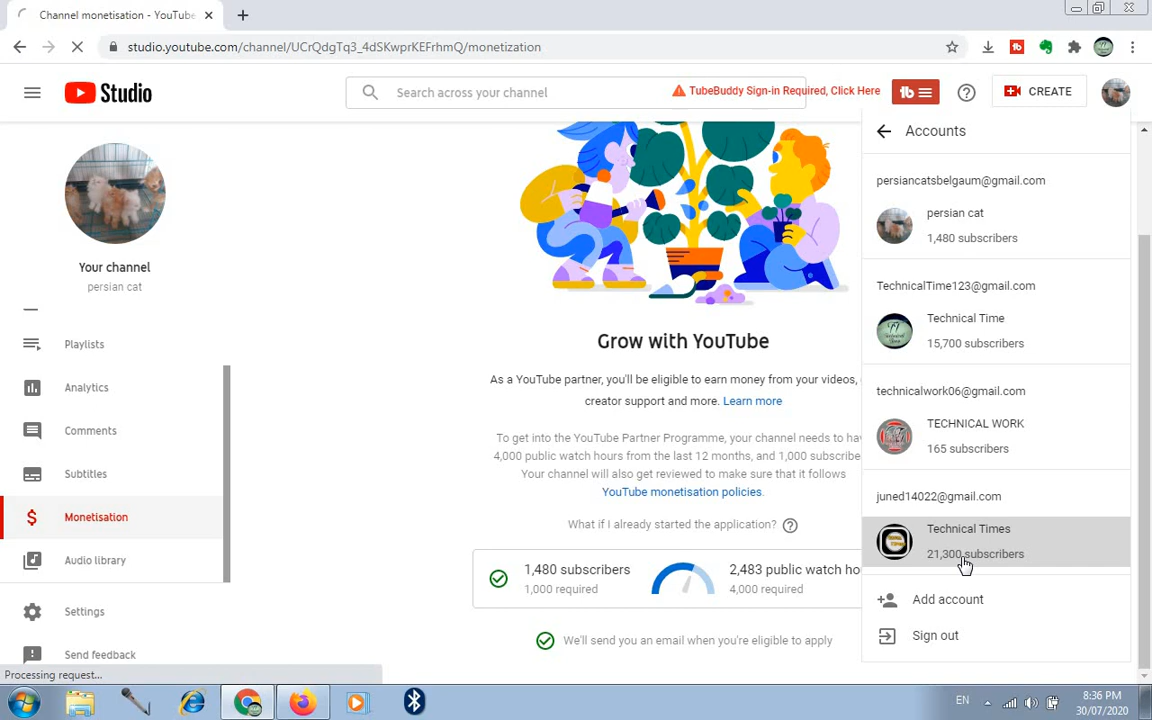 Channel monetisation - YouTube
studio.youtube.com/channel/UCrQdgTq3_4dSKwprKEFrhmQ/monetization
Studio
Search across your channel
TubeBuddy Sign-in Required, Click Here
tb
CREATE
Accounts
persiancatsbelgaum@gmail.com
persian cat
1,480 subscribers
TechnicalTime123@gmail.com
Technical Time
15,700 subscribers
technicalwork06@gmail.com
TECHNICAL WORK
165 subscribers
juned14022@gmail.com
Technical Times
21,300 subscribers
Add account
Sign out
Your channel
persian cat
Playlists
Analytics
Comments
Subtitles
Monetisation
Audio library
Settings
Send feedback
Grow with YouTube
As a YouTube partner, you'll be eligible to earn money from your videos,
creator support and more. Learn more
To get into the YouTube Partner Programme, your channel needs to
4,000 public watch hours from the last 12 months, and 1,000
Your channel will also get reviewed to make sure that it follows
YouTube monetisation policies.
What if I already started the application?
1,480 subscribers
1,000 required
2,483 public watch
4,000 required
We'll send you an email when you're eligible to apply
Processing request...
EN
8:36 PM
30/07/2020